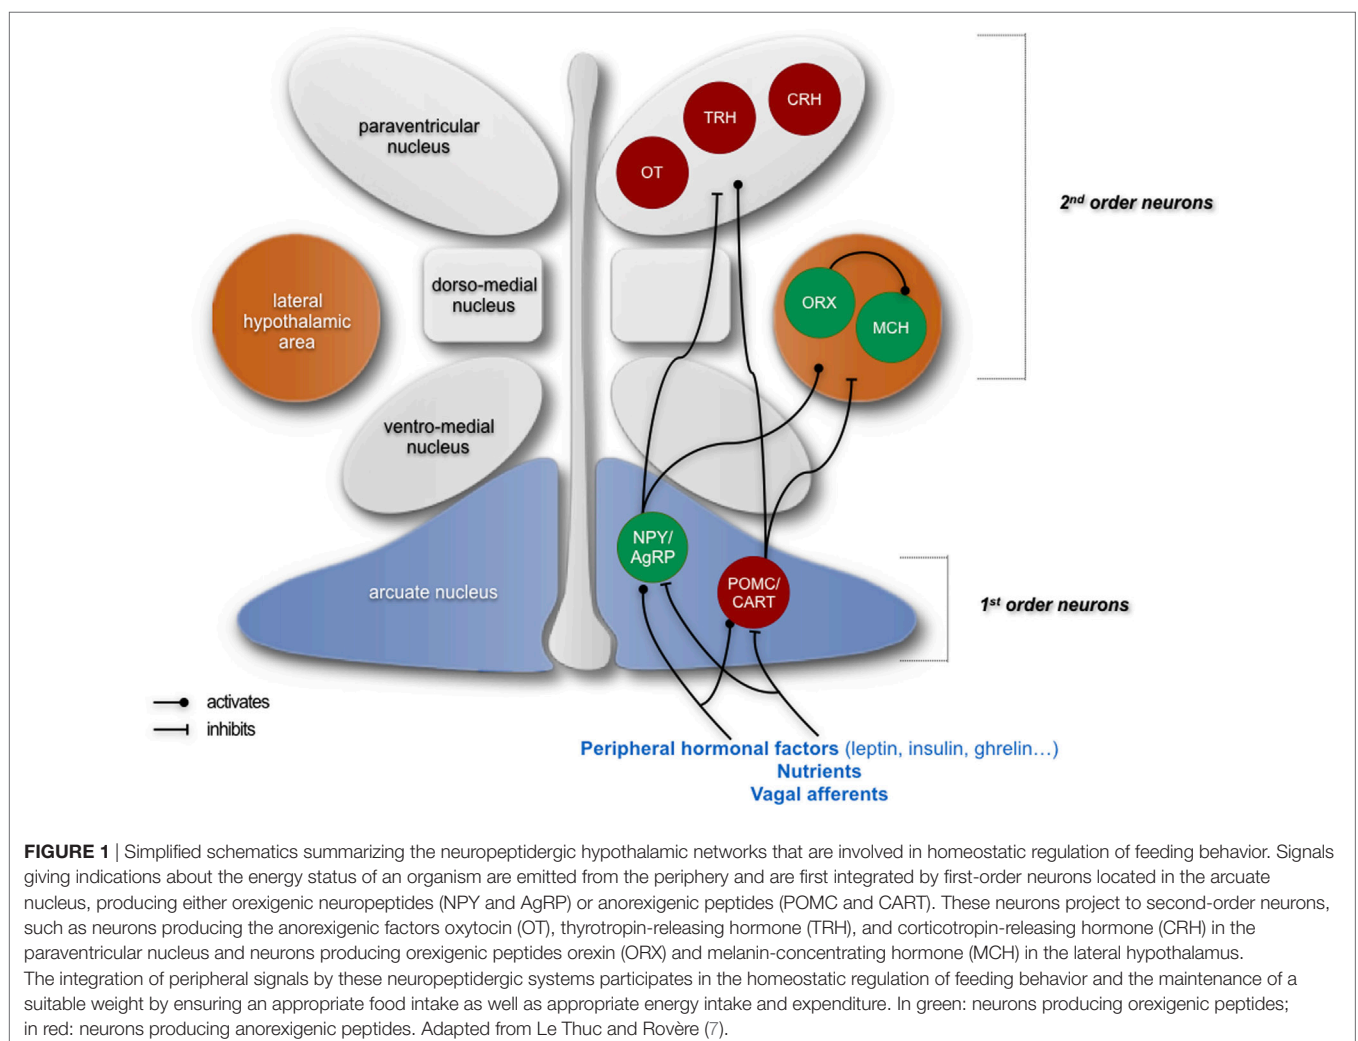 paraventricular
nucleus
OT
TRH
CRH
2nd order neurons
lateral
hypothalamic
area
dorso-medial
nucleus
ORX
MCH
ventro-medial
nucleus
arcuate nucleus
NPY/
AgRP
POMC/
CART
1st order neurons
activates
inhibits
Peripheral hormonal factors (leptin, insulin, ghrelin...)
Nutrients
Vagal afferents
FIGURE 1 | Simplified schematics summarizing the neuropeptidergic hypothalamic networks that are involved in homeostatic regulation of feeding behavior. Signals
giving indications about the energy status of an organism are emitted from the periphery and are first integrated by first-order neurons located in the arcuate
nucleus, producing either orexigenic neuropeptides (NPY and AgRP) or anorexigenic peptides (POMC and CART). These neurons project to second-order neurons,
such as neurons producing the anorexigenic factors oxytocin (OT), thyrotropin-releasing hormone (TRH), and corticotropin-releasing hormone (CRH) in the
paraventricular nucleus and neurons producing orexigenic peptides orexin (ORX) and melanin-concentrating hormone (MCH) in the lateral hypothalamus.
The integration of peripheral signals by these neuropeptidergic systems participates in the homeostatic regulation of feeding behavior and the maintenance of a
suitable weight by ensuring an appropriate food intake as well as appropriate energy intake and expenditure. In green: neurons producing orexigenic peptides;
in red: neurons producing anorexigenic peptides. Adapted from Le Thuc and Rovère (7).